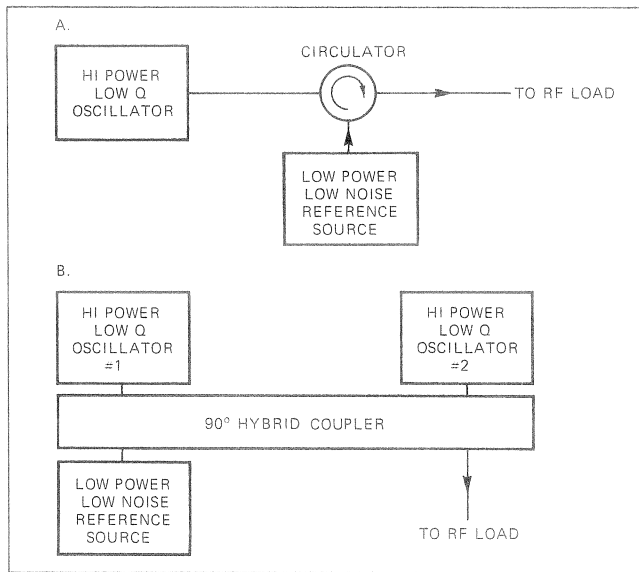 A.
CIRCULATOR
HI POWER
LOW Q
OSCILLATOR
TO RF LOAD
LOW POWER
LOW NOISE
REFERENCE
SOURCE
B.
HI POWER
LOW Q
OSCILLATOR
#1
HI POWER
LOW Q
OSCILLATOR
#2
90° HYBRID COUPLER
LOW POWER
LOW NOISE
REFERENCE
SOURCE
TO RF LOAD